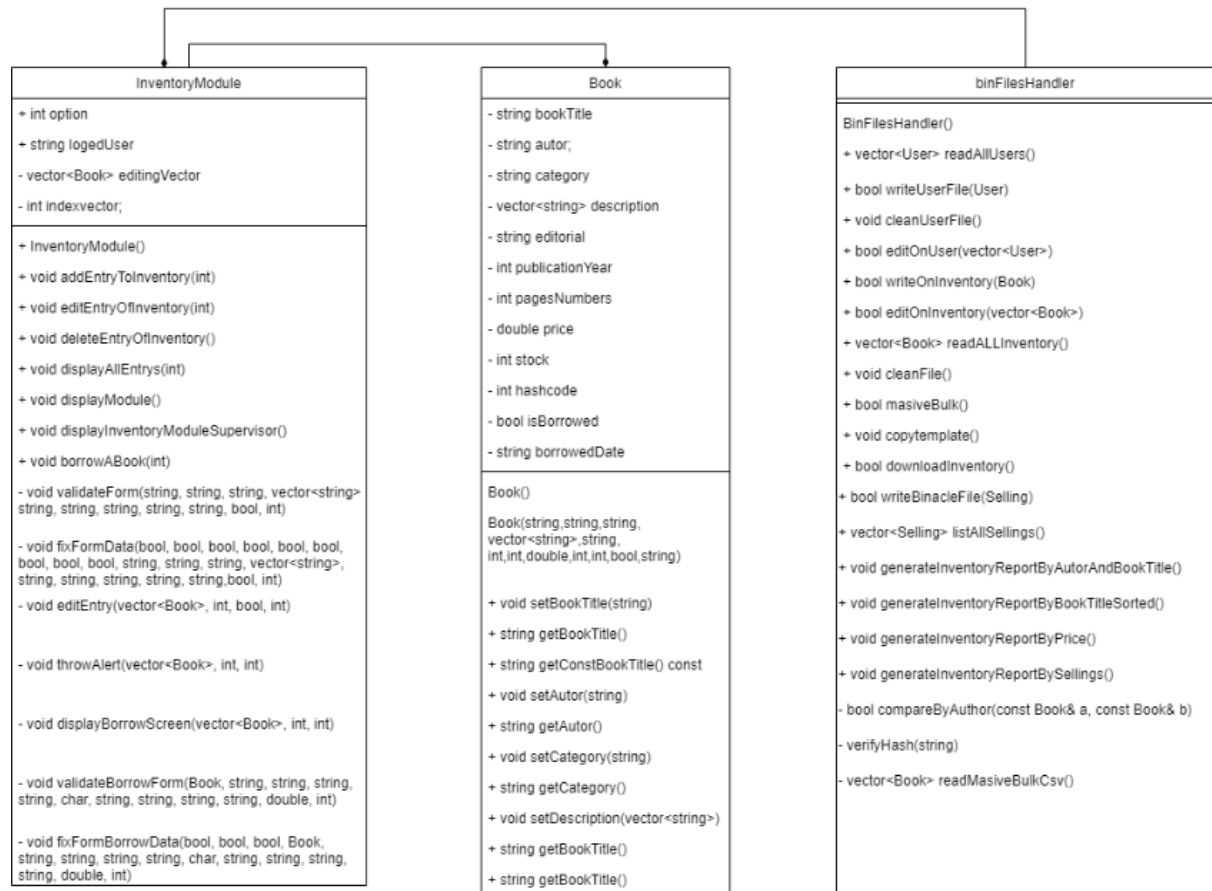 InventoryModule
+ int option
+ string logedUser
- vector<Book> editingVector
- int indexvector;
+ InventoryModule()
+ void addEntryToInventory(int)
+ void editEntryOfInventory(int)
+ void deleteEntryOfInventory()
+ void displayAllEntrys(int)
+ void displayModule()
+ void displayInventoryModuleSupervisor()
+ void borrowABook(int)
- void validateForm(string, string, string, vector<string>
string, string, string, string, string, bool, int)
- void fixFormData(bool, bool, bool, bool, bool, bool,
bool, bool, bool, string, string, string, vector<string>,
string, string, string, string, string,bool, int)
- void editEntry(vector<Book>, int, bool, int)
- void throwAlert(vector<Book>, int, int)
- void displayBorrowScreen(vector<Book>, int, int)
- void validateBorrowForm(Book, string, string, string,
string, char, string, string, string, string, double, int)
- void fixFormBorrowData(bool, bool, bool, Book,
string, string, string, string, char, string, string, string,
string, double, int)
Book
- string bookTitle
- string autor;
- string category
- vector<string> description
- string editorial
- int publicationYear
- int pagesNumbers
- double price
- int stock
- int hashcode
- bool isBorrowed
- string borrowedDate
Book()
Book(string,string,string,
vector<string>,string,
int,int,double,int,int,bool,string)
+ void setBookTitle(string)
+ string getBookTitle()
+ string getConstBookTitle() const
+ void setAutor(string)
+ string getAutor()
+ void setCategory(string)
+ string getCategory()
+ void setDescription(vector<string>)
+ string getBookTitle()
+ string getBookTitle()
binFilesHandler
BinFilesHandler()
+ vector<User> readAllUsers()
+ bool writeUserFile(User)
+ void cleanUserFile()
+ bool editOnUser(vector<User>)
+ bool writeOnInventory(Book)
+ bool editOnInventory(vector<Book>)
+ vector<Book> readALLInventory()
+ void cleanFile()
+ bool masiveBulk()
+ void copytemplate()
+ bool downloadInventory()
+ bool writeBinacleFile(Selling)
+ vector<Selling> listAllSellings()
+ void generateInventoryReportByAutorAndBookTitle()
+ void generateInventoryReportByBookTitleSorted()
+ void generateInventoryReportByPrice()
+ void generateInventoryReportBySellings()
- bool compareByAuthor(const Book& a, const Book& b)
- verifyHash(string)
- vector<Book> readMasiveBulkCsv()